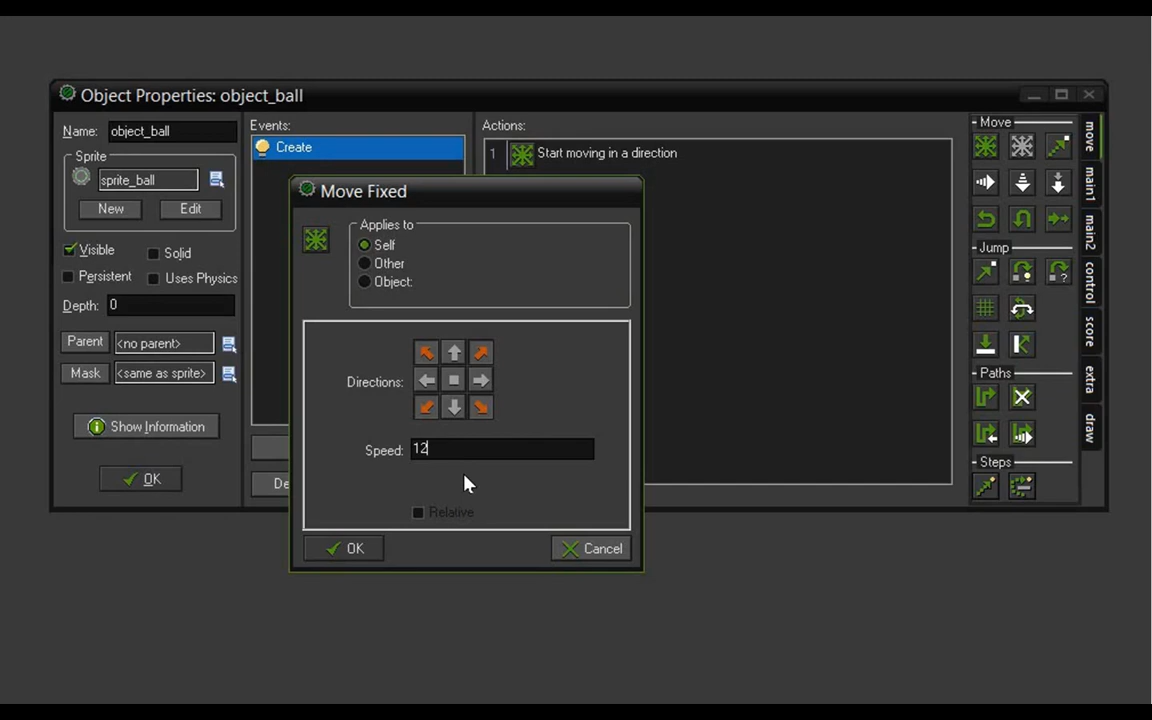 Object Properties: object_ball
Name: object_ball
Sprite
sprite_ball
New Edit
Visible Solid
Persistent Uses Physics
Depth: 0
Parent <no parent>
Mask <same as sprite>
Show Information
OK
Events:
Create
De
Actions:
1 Start moving in a direction
Move Fixed
Applies to
Self
Other
Object:
Directions:
Speed: 12
Relative
OK Cancel
Move
Jump
Paths
Steps
move
main1
main2
control
score
extra
draw